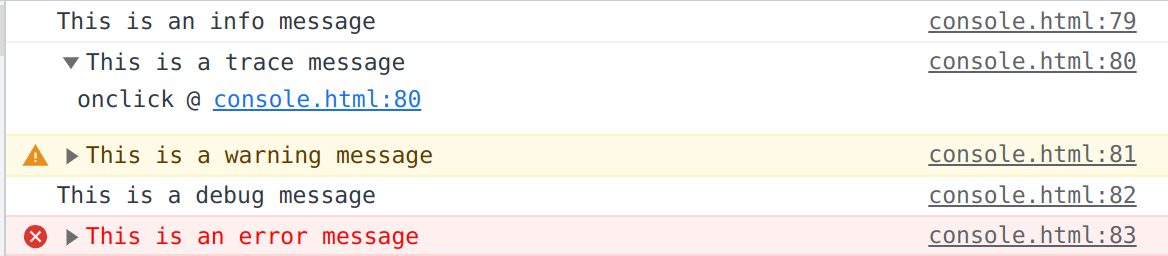 This is an info message console.html:79
This is a trace message console.html:80
onclick @ console.html:80
This is a warning message console.html:81
This is a debug message console.html:82
This is an error message console.html:83